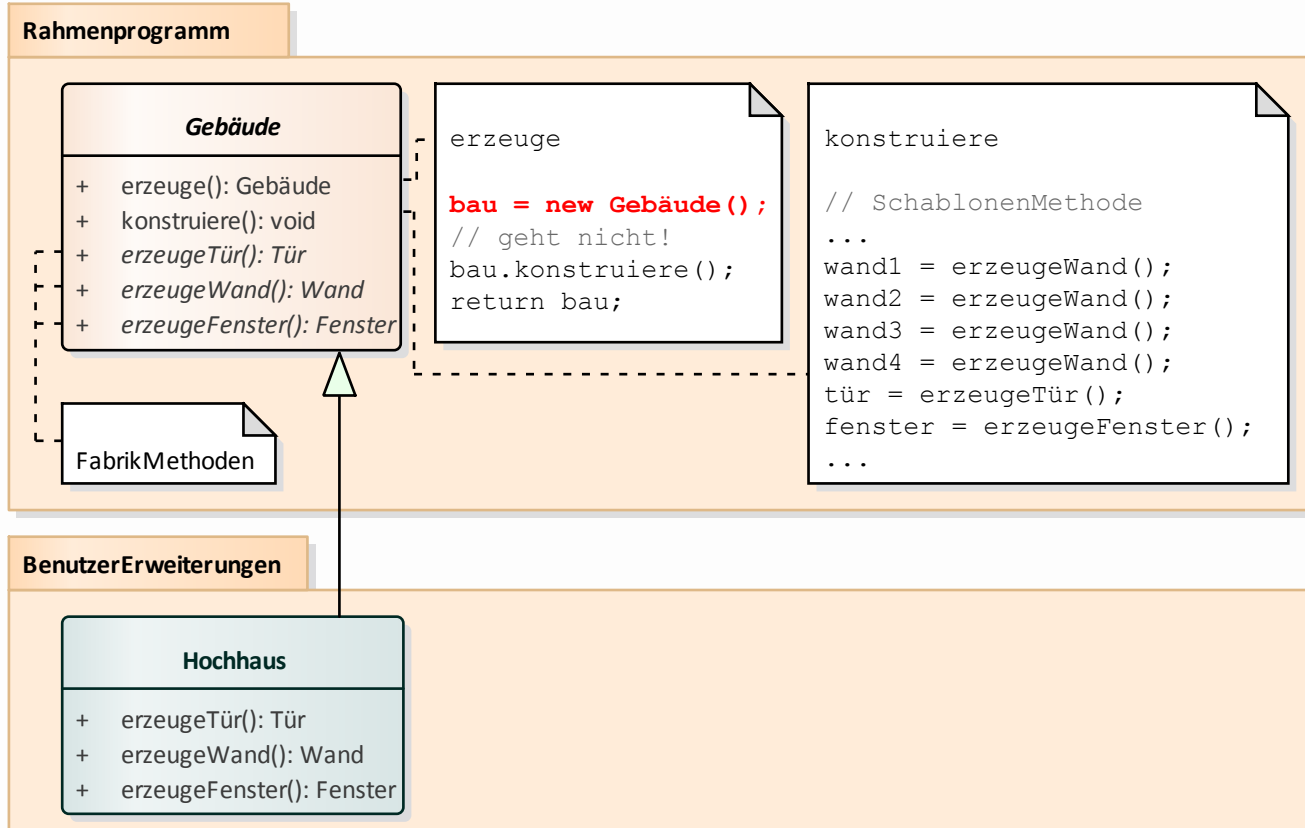 Rahmenprogramm
Gebäude
+ erzeuge(): Gebäude
+ konstruiere(): void
+ erzeugeTür(): Tür
+ erzeugeWand(): Wand
+ erzeugeFenster(): Fenster
FabrikMethoden
erzeuge
bau = new Gebäude();
// geht nicht!
bau.konstruiere();
return bau;
konstruiere
// SchablonenMethode
...
wand1 = erzeugeWand();
wand2 = erzeugeWand();
wand3 = erzeugeWand();
wand4 = erzeugeWand();
tür = erzeugeTür();
fenster = erzeugeFenster();
...
BenutzerErweiterungen
Hochhaus
+ erzeugeTür(): Tür
+ erzeugeWand(): Wand
+ erzeugeFenster(): Fenster